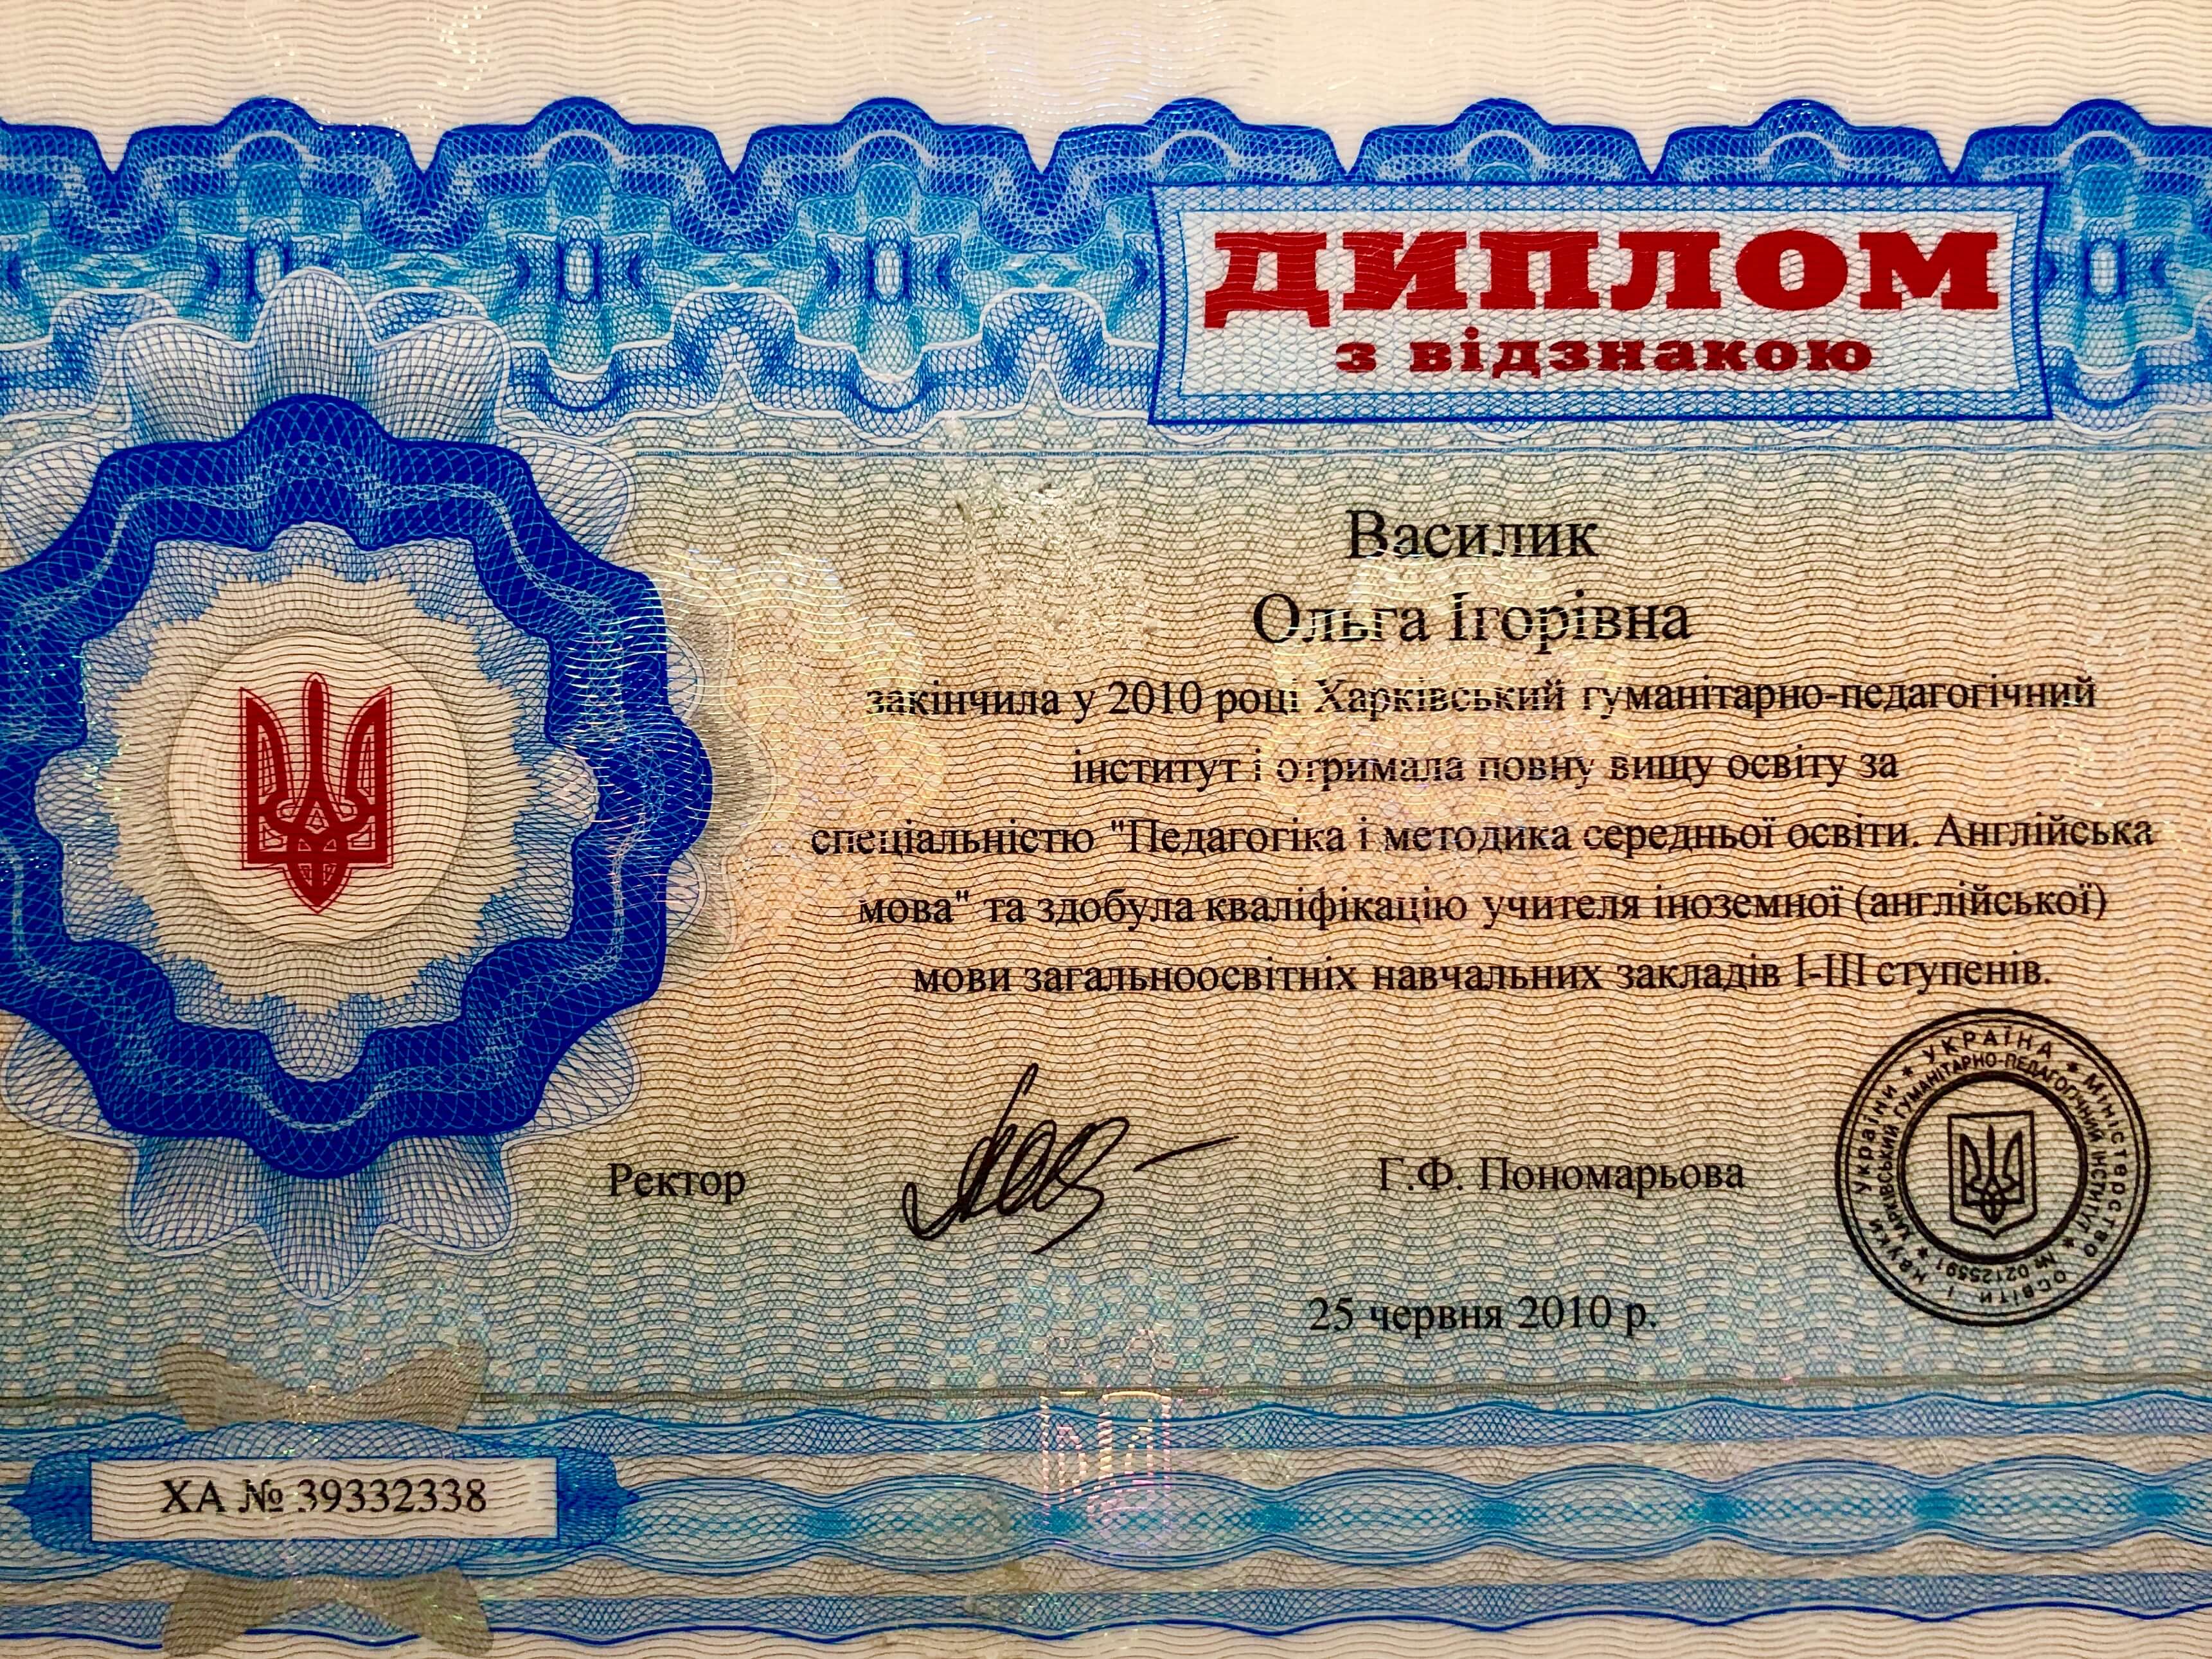 ДИПЛОМ
з відзнакою
Василик
Ольга Ігорівна
закінчила у 2010 році Харківський гуманітарно-педагогічний
інститут і отримала повну вищу освіту за
спеціальністю "Педагогіка і методика середньої освіти. Англійська
мова" та здобула кваліфікацію учителя іноземної (англійської)
мови загальноосвітніх навчальних закладів І-ІІІ ступенів.
Ректор
Г.Ф. Пономарьова
УКРАЇНА * Міністерство освіти і науки України *
ХАРКІВСЬКИЙ ГУМАНІТАРНО-ПЕДАГОГІЧНИЙ ІНСТИТУТ * № 02125591 *
25 червня 2010 р.
ХА № 39332338